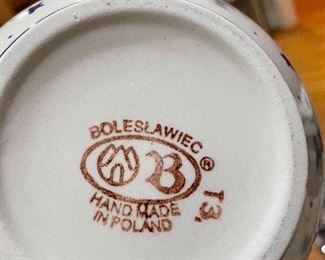 BOLESŁAWIEC
B ®
HAND MADE
IN POLAND
T3.